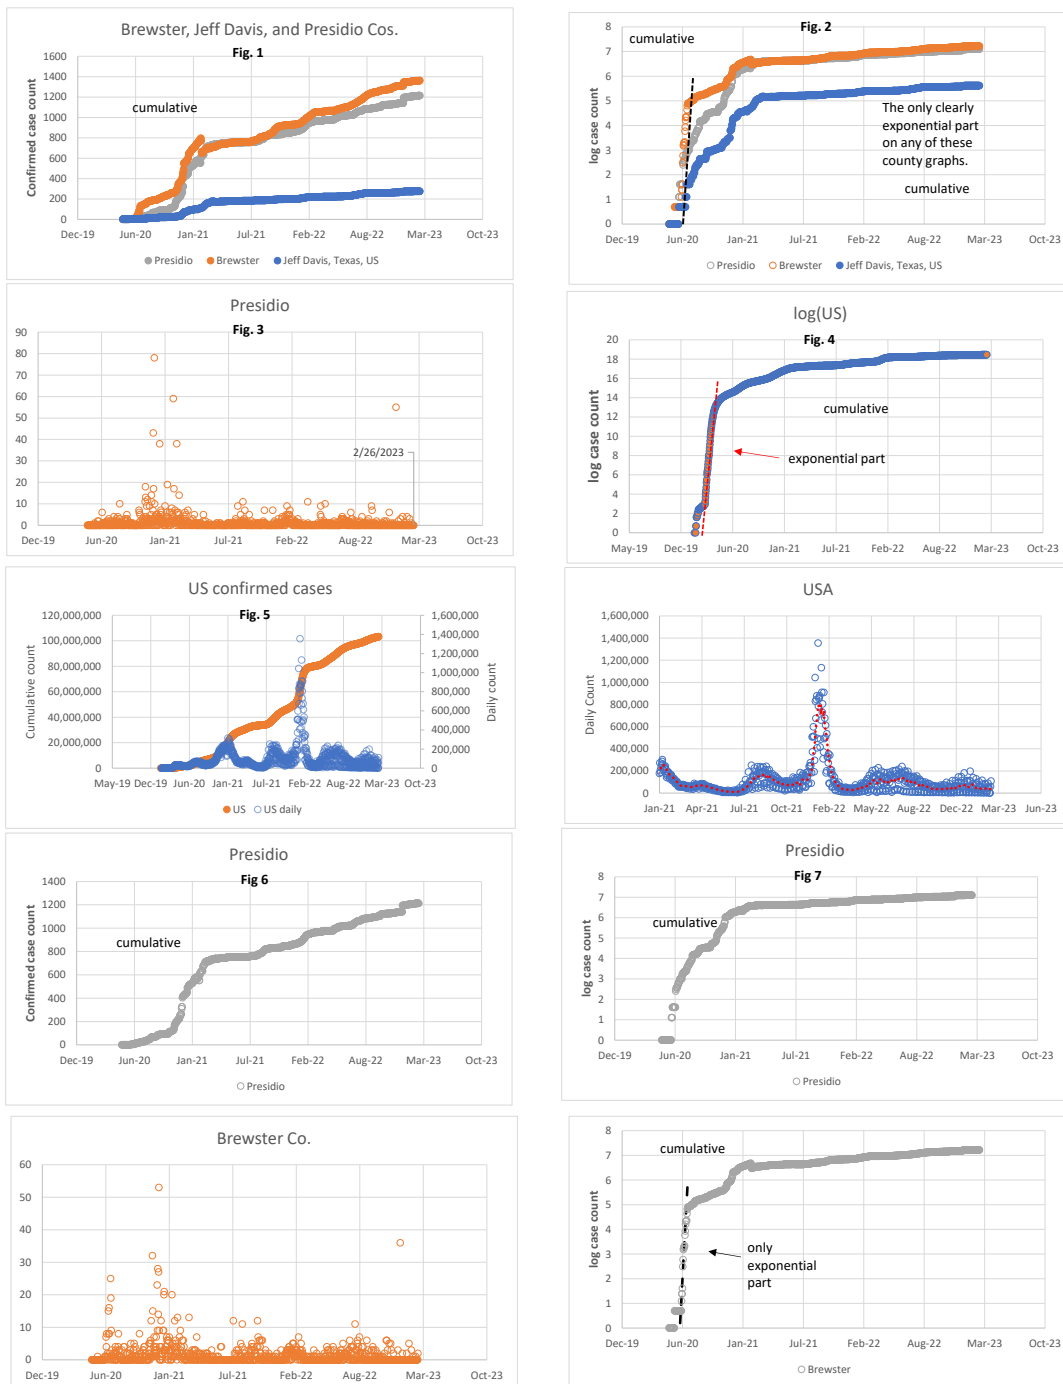 Brewster, Jeff Davis, and Presidio Cos.
Fig. 1
cumulative
Confirmed case count
1600
1400
1200
1000
800
600
400
200
0
Dec-19 Jun-20 Jan-21 Jul-21 Feb-22 Aug-22 Mar-23 Oct-23
Presidio Brewster Jeff Davis, Texas, US
Fig. 2
cumulative
log case count
8
7
6
5
4
3
2
1
0
The only clearly
exponential part
on any of these
county graphs.
cumulative
Dec-19 Jun-20 Jan-21 Jul-21 Feb-22 Aug-22 Mar-23 Oct-23
Presidio Brewster Jeff Davis, Texas, US
Presidio
Fig. 3
90
80
70
60
50
40
30
20
10
0
2/26/2023
Dec-19 Jun-20 Jan-21 Jul-21 Feb-22 Aug-22 Mar-23 Oct-23
log(US)
Fig. 4
log case count
20
18
16
14
12
10
8
6
4
2
0
cumulative
exponential part
May-19 Dec-19 Jun-20 Jan-21 Jul-21 Feb-22 Aug-22 Mar-23 Oct-23
US confirmed cases
Fig. 5
Cumulative count
120,000,000
100,000,000
80,000,000
60,000,000
40,000,000
20,000,000
0
1,600,000
1,400,000
1,200,000
1,000,000
800,000
600,000
400,000
200,000
0
Daily count
May-19 Dec-19 Jun-20 Jan-21 Jul-21 Feb-22 Aug-22 Mar-23 Oct-23
US US daily
USA
Daily Count
1,600,000
1,400,000
1,200,000
1,000,000
800,000
600,000
400,000
200,000
0
Jan-21 Apr-21 Jul-21 Oct-21 Feb-22 May-22 Aug-22 Dec-22 Mar-23 Jun-23
Presidio
Fig 6
cumulative
Confirmed case count
1400
1200
1000
800
600
400
200
0
Dec-19 Jun-20 Jan-21 Jul-21 Feb-22 Aug-22 Mar-23 Oct-23
Presidio
Presidio
Fig 7
cumulative
log case count
8
7
6
5
4
3
2
1
0
Dec-19 Jun-20 Jan-21 Jul-21 Feb-22 Aug-22 Mar-23 Oct-23
Presidio
Brewster Co.
60
50
40
30
20
10
0
Dec-19 Jun-20 Jan-21 Jul-21 Feb-22 Aug-22 Mar-23 Oct-23
cumulative
log case count
8
7
6
5
4
3
2
1
0
only
exponential
part
Dec-19 Jun-20 Jan-21 Jul-21 Feb-22 Aug-22 Mar-23 Oct-23
Brewster